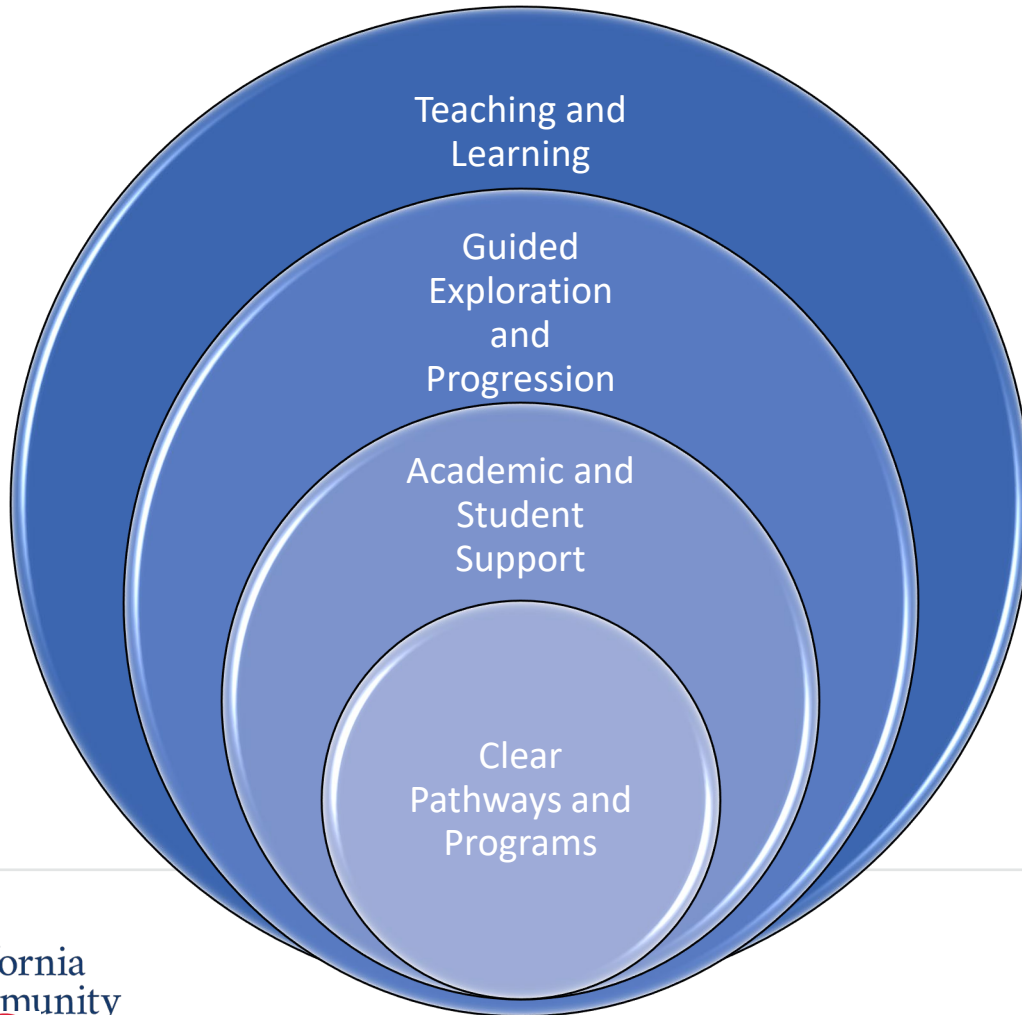 Teaching and
Learning
Guided
Exploration
and
Progression
Academic and
Student
Support
Clear
Pathways and
Programs
ornia
munity